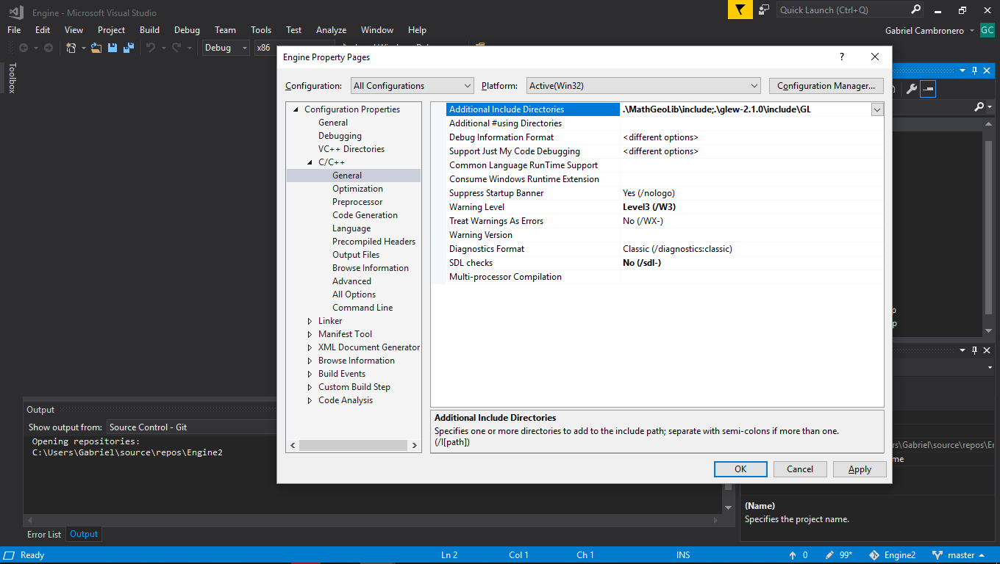 Engine - Microsoft Visual Studio
Quick Launch (Ctrl+Q)
File Edit View Project Build Debug Team Tools Test Analyze Window Help
Gabriel Cambronero GC
Debug x86
Toolbox
Engine Property Pages
Configuration: All Configurations Platform: Active(Win32) Configuration Manager...
Configuration Properties
General
Debugging
VC++ Directories
C/C++
General
Optimization
Preprocessor
Code Generation
Language
Precompiled Headers
Output Files
Browse Information
Advanced
All Options
Command Line
Linker
Manifest Tool
XML Document Generator
Browse Information
Build Events
Custom Build Step
Code Analysis
Additional Include Directories .\MathGeoLib\include;.\glew-2.1.0\include\GL
Additional #using Directories
Debug Information Format <different options>
Support Just My Code Debugging <different options>
Common Language RunTime Support
Consume Windows Runtime Extension
Suppress Startup Banner Yes (/nologo)
Warning Level Level3 (/W3)
Treat Warnings As Errors No (/WX-)
Warning Version
Diagnostics Format Classic (/diagnostics:classic)
SDL checks No (/sdl-)
Multi-processor Compilation
Additional Include Directories
Specifies one or more directories to add to the include path; separate with semi-colons if more than one.
(/I[path])
OK Cancel Apply
Output
Show output from: Source Control - Git
Opening repositories:
C:\Users\Gabriel\source\repos\Engine2
rs\Gabriel\source\repos\En
me
(Name)
Specifies the project name.
Error List Output
Ready Ln 2 Col 1 Ch 1 INS 0 99* Engine2 master